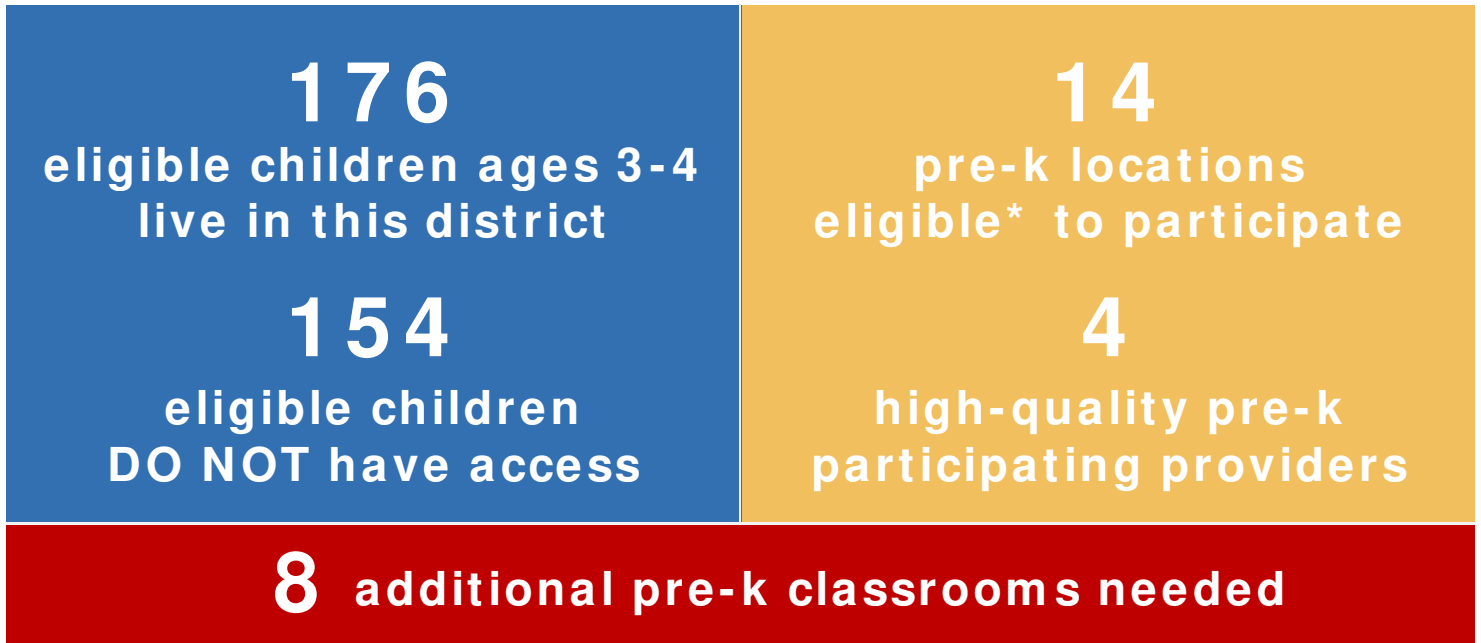 176
eligible children ages 3-4
live in this district
154
eligible children
DO NOT have access
14
pre-k locations
eligible* to participate
4
high-quality pre-k
participating providers
8 additional pre-k classrooms needed